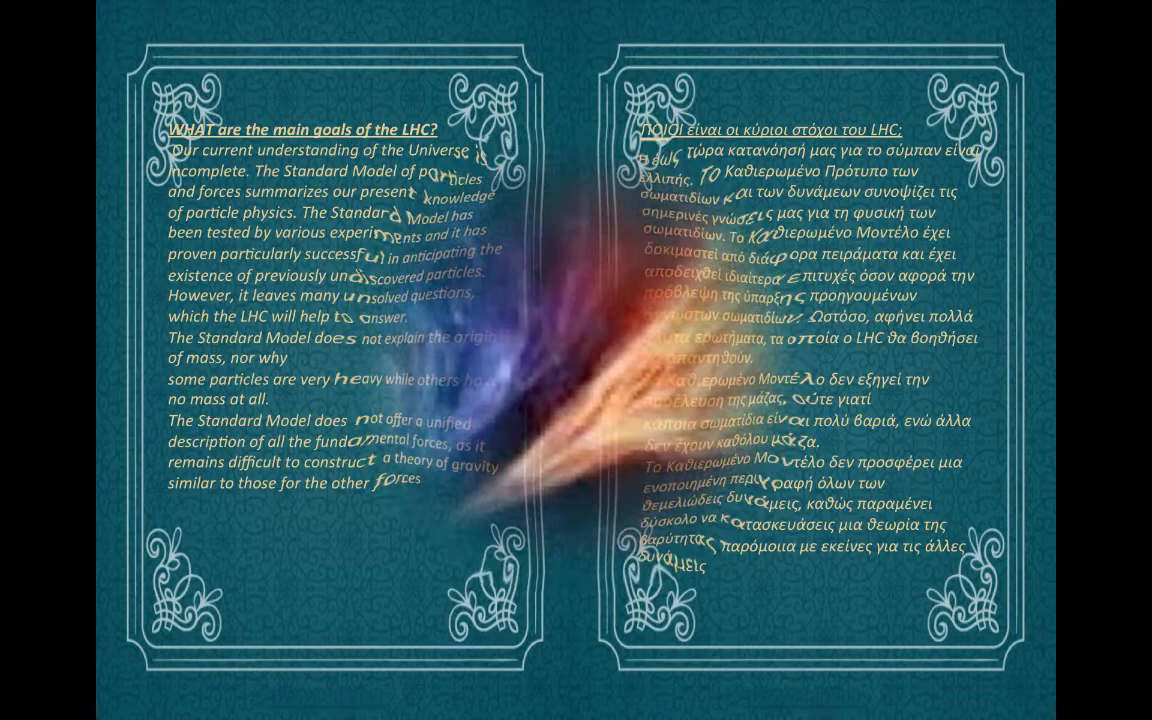 WHAT are the main goals of the LHC?
Our current understanding of the Universe is
incomplete. The Standard Model of particles
and forces summarizes our present knowledge
of particle physics. The Standard Model has
been tested by various experiments and it has
proven particularly successful in anticipating the
existence of previously undiscovered particles.
However, it leaves many unsolved questions,
which the LHC will help to answer.
The Standard Model does not explain the origin
of mass, nor why
some particles are very heavy while others have
no mass at all.
The Standard Model does not offer a unified
description of all the fundamental forces, as it
remains difficult to construct a theory of gravity
similar to those for the other forces
ΠΟΙΟΙ είναι οι κύριοι στόχοι του LHC;
Η έως τώρα κατανόησή μας για το σύμπαν είναι
ελλιπής. Το Καθιερωμένο Πρότυπο των
σωματιδίων και των δυνάμεων συνοψίζει τις
σημερινές γνώσεις μας για τη φυσική των
σωματιδίων. Το Καθιερωμένο Μοντέλο έχει
δοκιμαστεί από διάφορα πειράματα και έχει
αποδειχθεί ιδιαίτερα επιτυχές όσον αφορά την
πρόβλεψη της ύπαρξης προηγουμένων
άγνωστων σωματιδίων. Ωστόσο, αφήνει πολλά
άλυτα ερωτήματα, τα οποία ο LHC θα βοηθήσει
να απαντηθούν.
Το Καθιερωμένο Μοντέλο δεν εξηγεί την
προέλευση της μάζας, ούτε γιατί
κάποια σωματίδια είναι πολύ βαριά, ενώ άλλα
δεν έχουν καθόλου μάζα.
Το Καθιερωμένο Μοντέλο δεν προσφέρει μια
ενοποιημένη περιγραφή όλων των
θεμελιώδεις δυνάμεις, καθώς παραμένει
δύσκολο να κατασκευάσεις μια θεωρία της
βαρύτητας παρόμοιια με εκείνες για τις άλλες
δυνάμεις